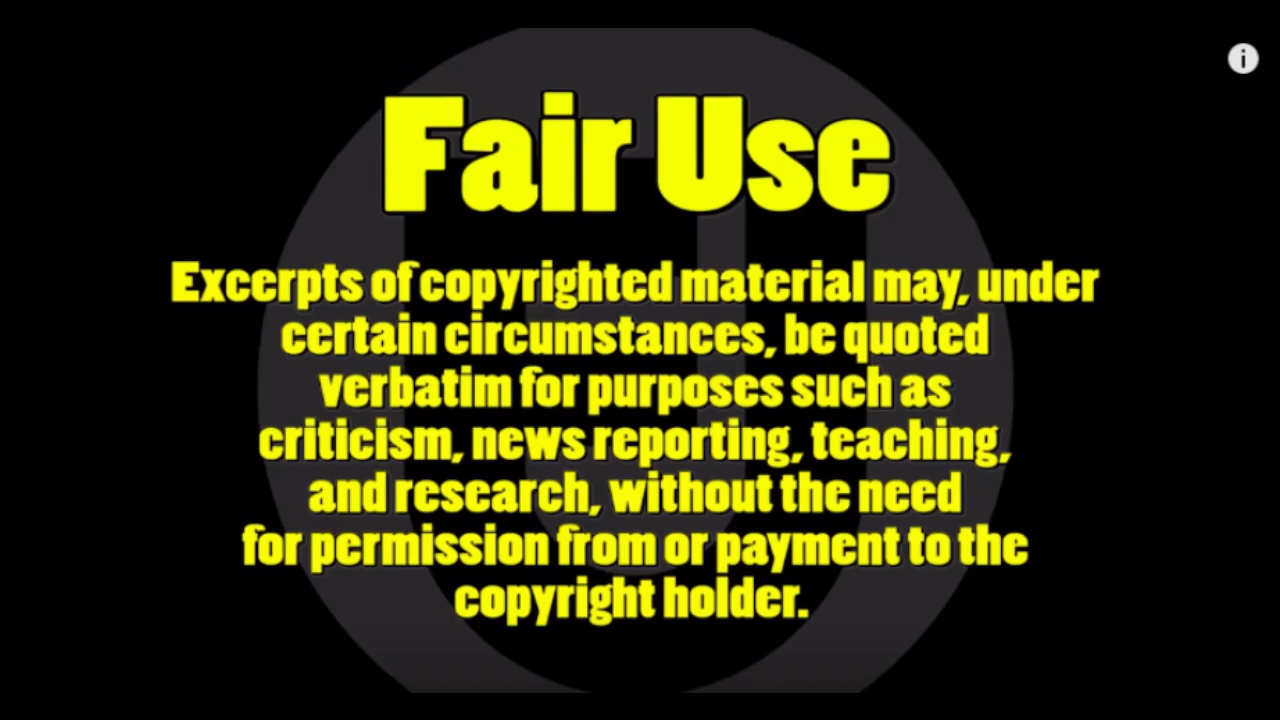 Fair Use
Excerpts of copyrighted material may, under
certain circumstances, be quoted
verbatim for purposes such as
criticism, news reporting, teaching,
and research, without the need
for permission from or payment to the
copyright holder.